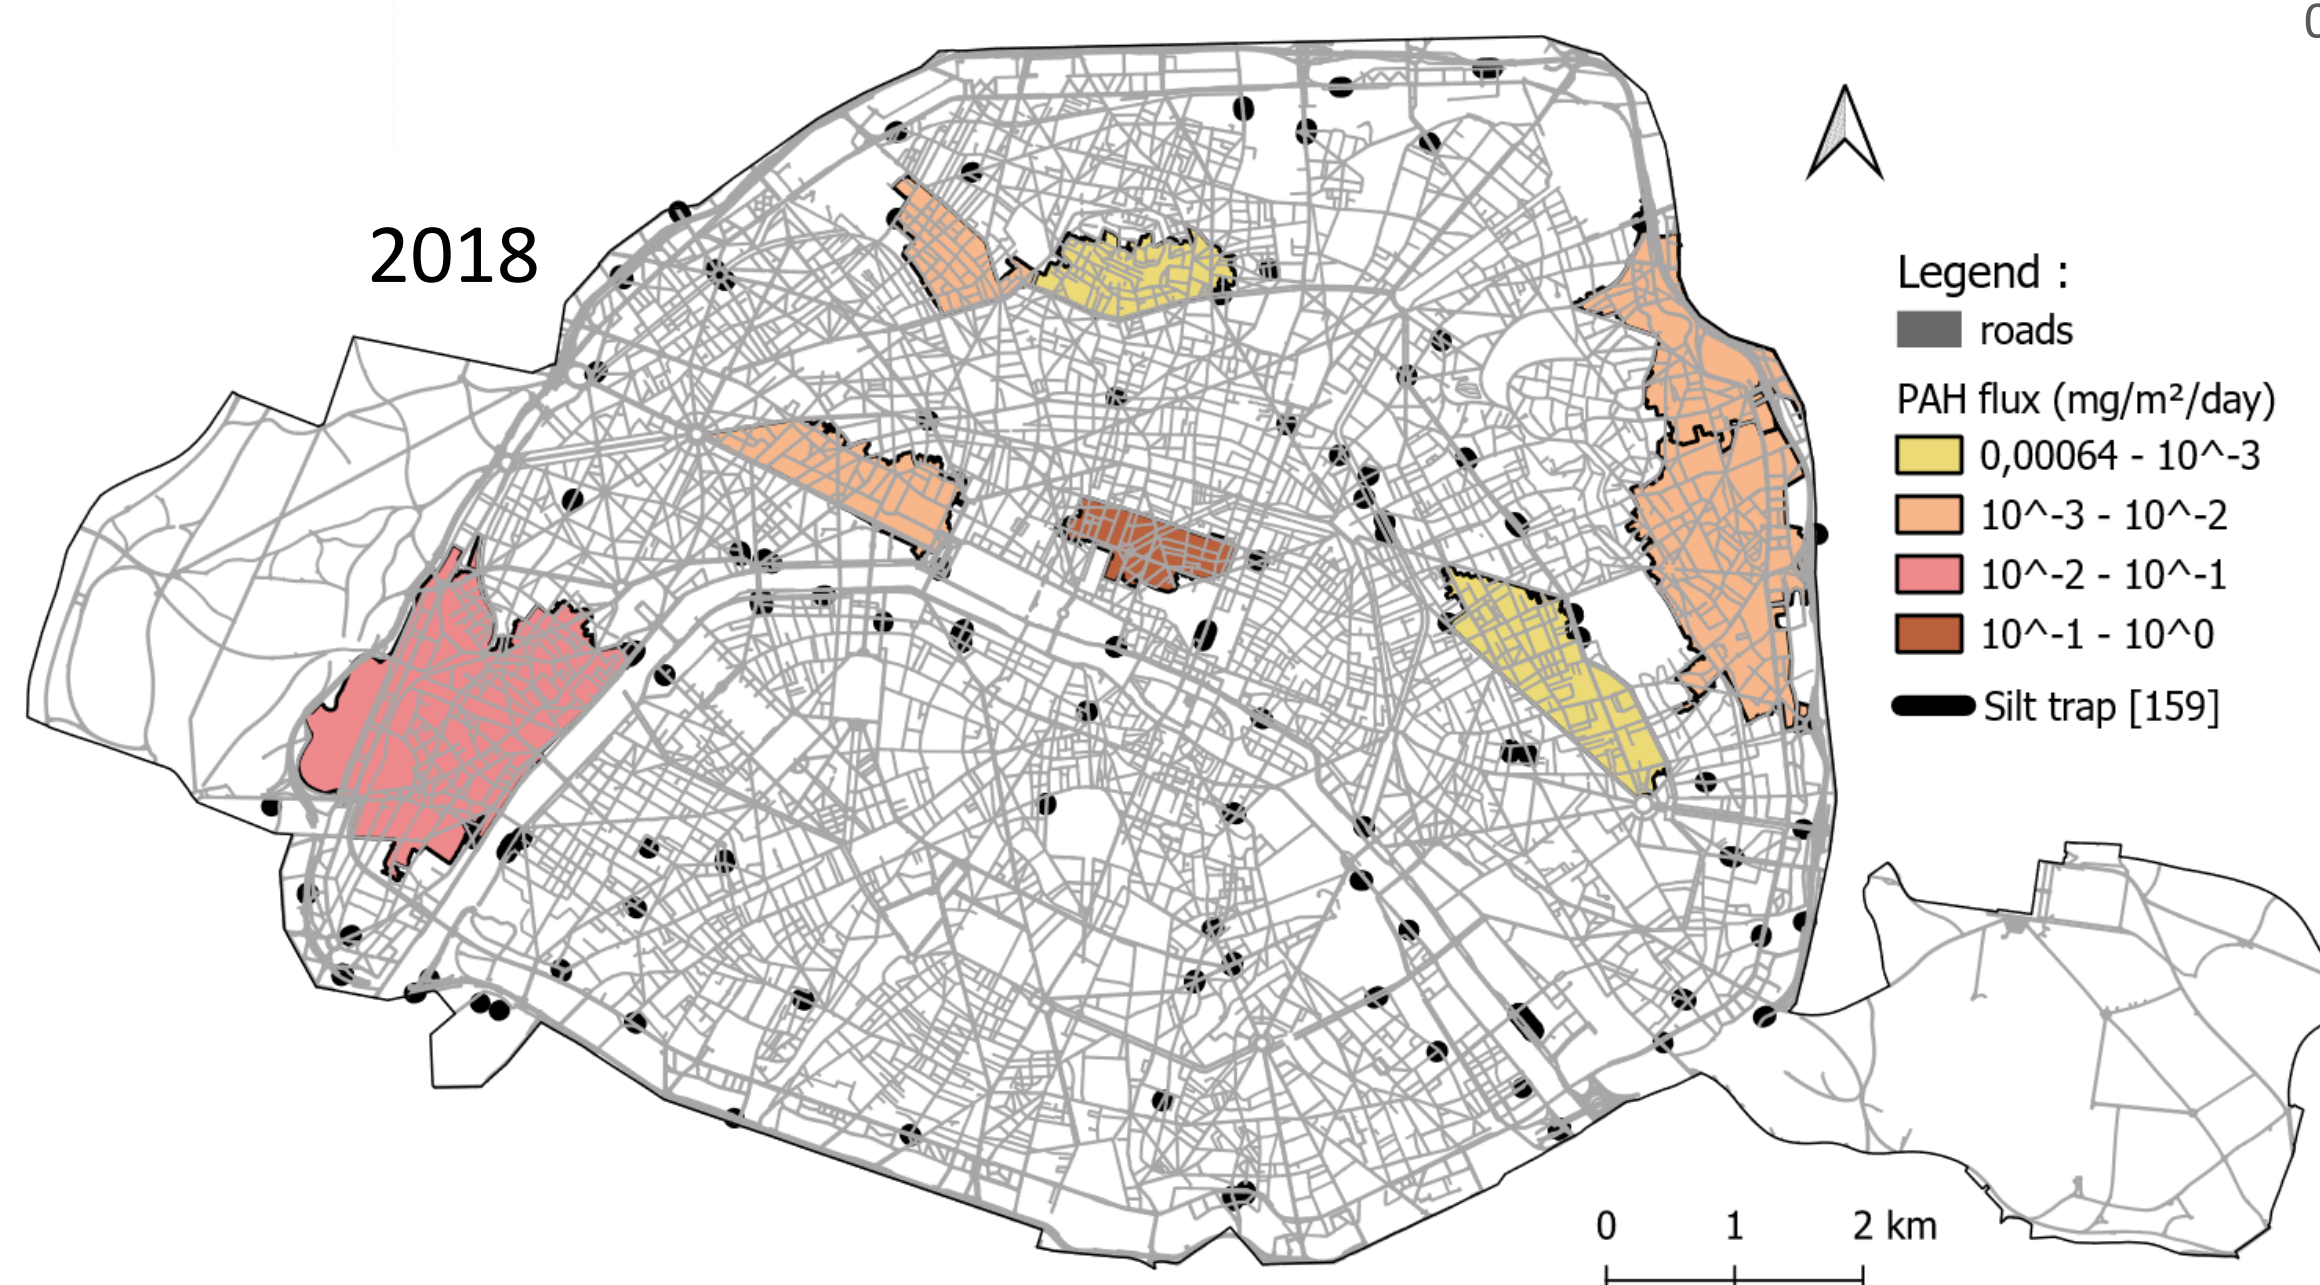 2018
Legend :
roads
PAH flux (mg/m²/day)
0,00064 - 10^-3
10^-3 - 10^-2
10^-2 - 10^-1
10^-1 - 10^0
Silt trap [159]
0 1 2 km